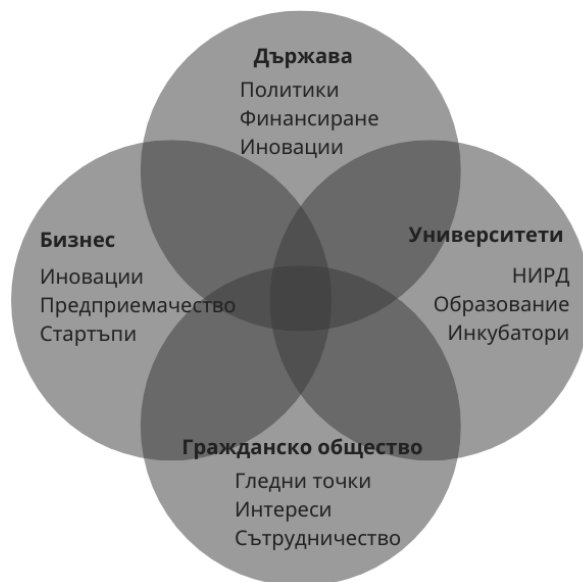 Държава
Политики
Финансиране
Иновации
Бизнес
Иновации
Предприемачество
Стартъпи
Университети
НИРД
Образование
Инкубатори
Гражданско общество
Гледни точки
Интереси
Сътрудничество